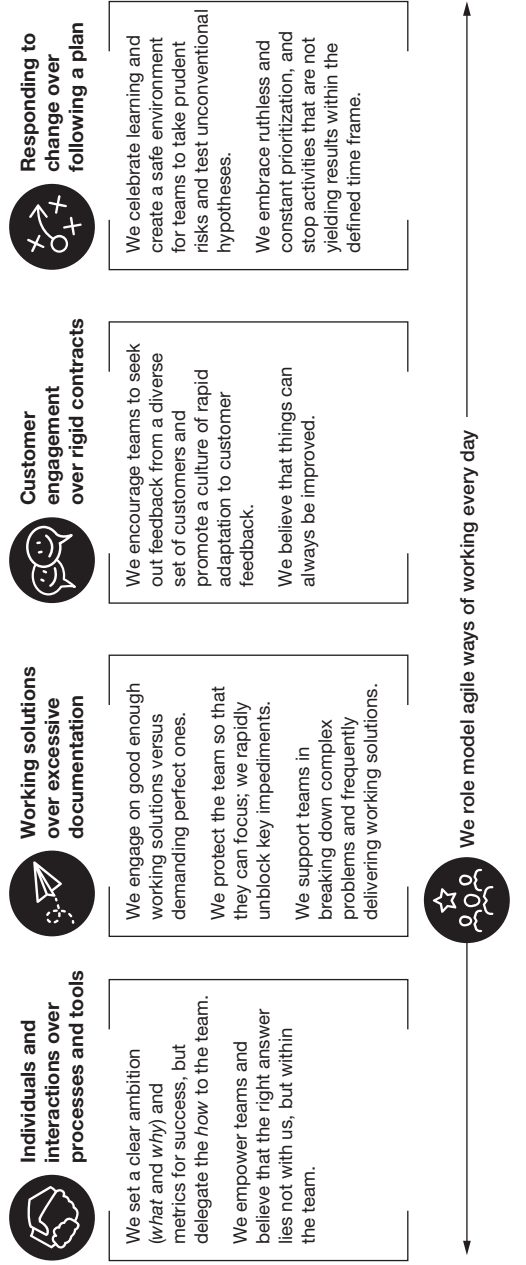 Individuals and
interactions over
processes and tools
We set a clear ambition
(what and why) and
metrics for success, but
delegate the how to the team.
We empower teams and
believe that the right answer
lies not with us, but within
the team.
Working solutions
over excessive
documentation
We engage on good enough
working solutions versus
demanding perfect ones.
We protect the team so that
they can focus; we rapidly
unblock key impediments.
We support teams in
breaking down complex
problems and frequently
delivering working solutions.
Customer
engagement
over rigid contracts
We encourage teams to seek
out feedback from a diverse
set of customers and
promote a culture of rapid
adaptation to customer
feedback.
We believe that things can
always be improved.
Responding to
change over
following a plan
We celebrate learning and
create a safe environment
for teams to take prudent
risks and test unconventional
hypotheses.
We embrace ruthless and
constant prioritization, and
stop activities that are not
yielding results within the
defined time frame.
We role model agile ways of working every day